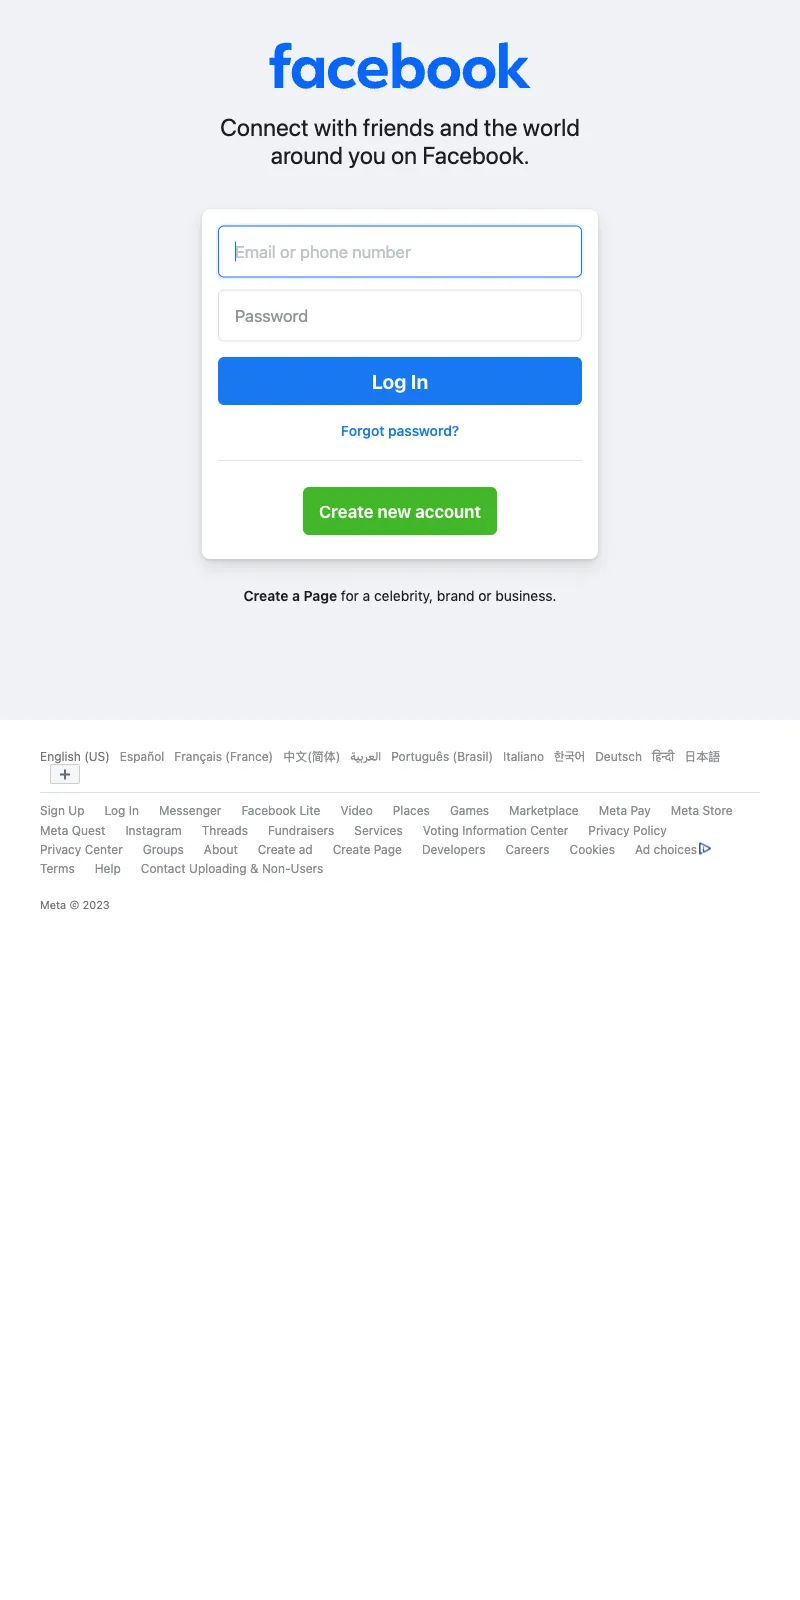 facebook
Connect with friends and the world
around you on Facebook.
Email or phone number
Password
Log In
Forgot password?
Create new account
Create a Page for a celebrity, brand or business.
English (US) Español Français (France) 中文(简体) العربية Português (Brasil) Italiano 한국어 Deutsch हिन्दी 日本語
Sign Up Log In Messenger Facebook Lite Video Places Games Marketplace Meta Pay Meta Store
Meta Quest Instagram Threads Fundraisers Services Voting Information Center Privacy Policy
Privacy Center Groups About Create ad Create Page Developers Careers Cookies Ad choices
Terms Help Contact Uploading & Non-Users
Meta © 2023